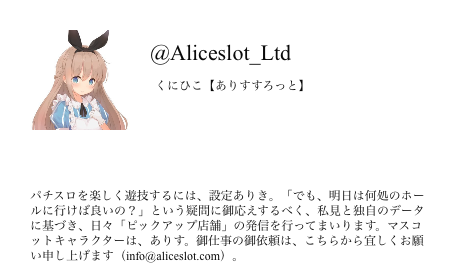 @Aliceslot_Ltd
くにひこ【ありすすろっと】
パチスロを楽しく遊技するには、設定ありき。「でも、明日は何処のホー
ルに行けば良いの？」という疑問に御応えするべく、私見と独自のデータ
に基づき、日々「ピックアップ店舗」の発信を行ってまいります。マスコ
ットキャラクターは、ありす。御仕事の御依頼は、こちらから宜しくお願
い申し上げます（info@aliceslot.com）。